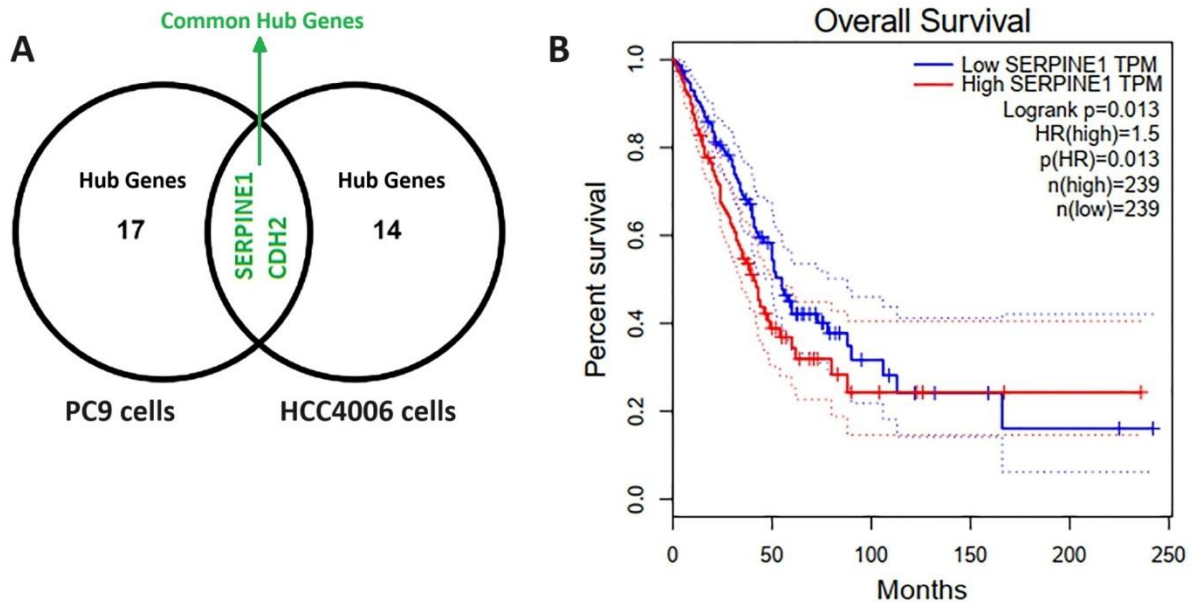 A
Common Hub Genes
Hub Genes
17
SERPINE1
CDH2
Hub Genes
14
PC9 cells
HCC4006 cells
B
Overall Survival
Low SERPINE1 TPM
High SERPINE1 TPM
Logrank p=0.013
HR(high)=1.5
p(HR)=0.013
n(high)=239
n(low)=239
Percent survival
1.0
0.8
0.6
0.4
0.2
0.0
0 50 100 150 200 250
Months